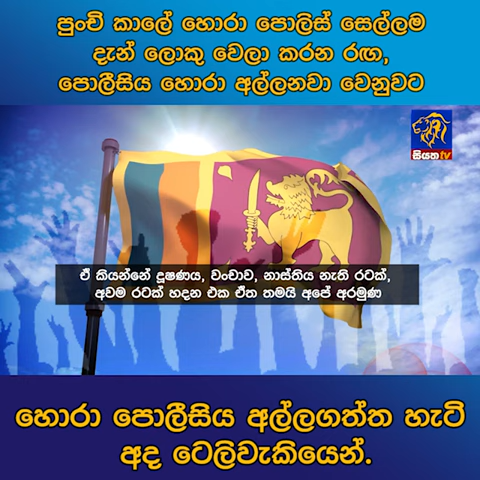 පුංචි කාලේ හොරා පොලිස් සෙල්ලම
දැන් ලොකු වෙලා කරන රඟ,
පොලීසිය හොරා අල්ලනවා වෙනුවට
සියත tv
ඒ කියන්නේ දූෂණය, වංචාව, නාස්තිය නැති රටක්,
අවම රටක් හදන එක ඒත තමයි අපේ අරමුණ
හොරා පොලීසිය අල්ලගත්ත හැටි
අද ටෙලිවැකියෙන්.